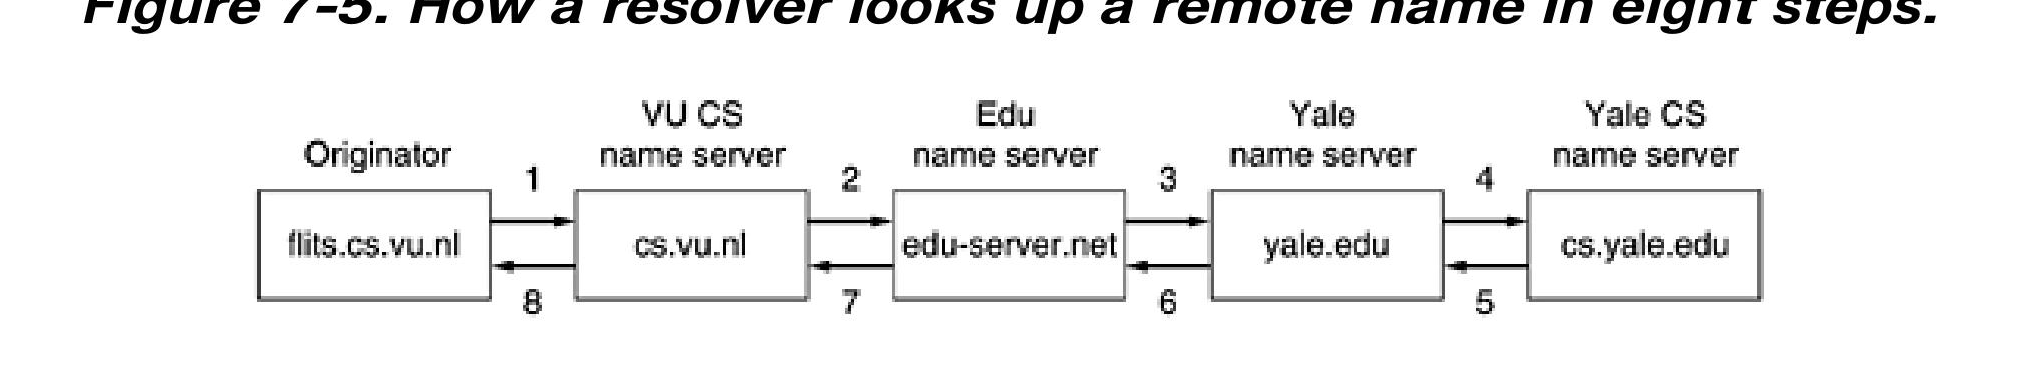 Figure 7-5. How a resolver looks up a remote name in eight steps.
VU CS
Edu
Yale
Yale CS
Originator
name server
name server
name server
name server
1
2
3
4
flits.cs.vu.nl
cs.vu.nl
edu-server.net
yale.edu
cs.yale.edu
8
7
6
5